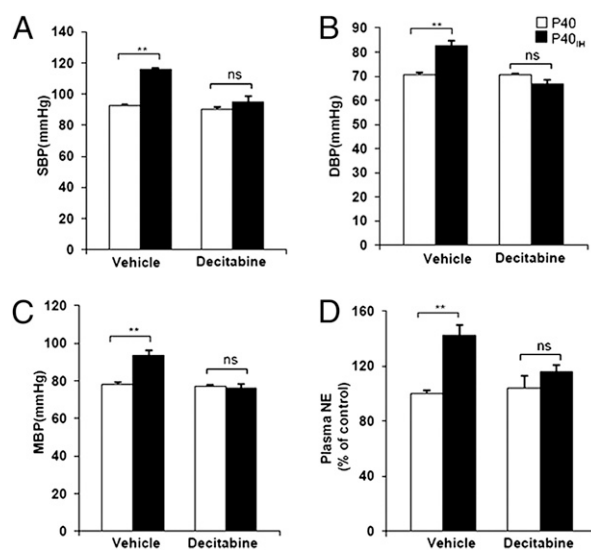 A
SBP(mmHg)
140
120
100
80
60
40
20
0
**
ns
Vehicle
Decitabine
B
DBP(mmHg)
90
80
70
60
50
40
30
20
10
0
**
ns
P40
P40IH
Vehicle
Decitabine
C
MBP(mmHg)
120
100
80
60
40
20
0
**
ns
Vehicle
Decitabine
D
Plasma NE
(% of control)
160
120
80
40
0
**
ns
Vehicle
Decitabine